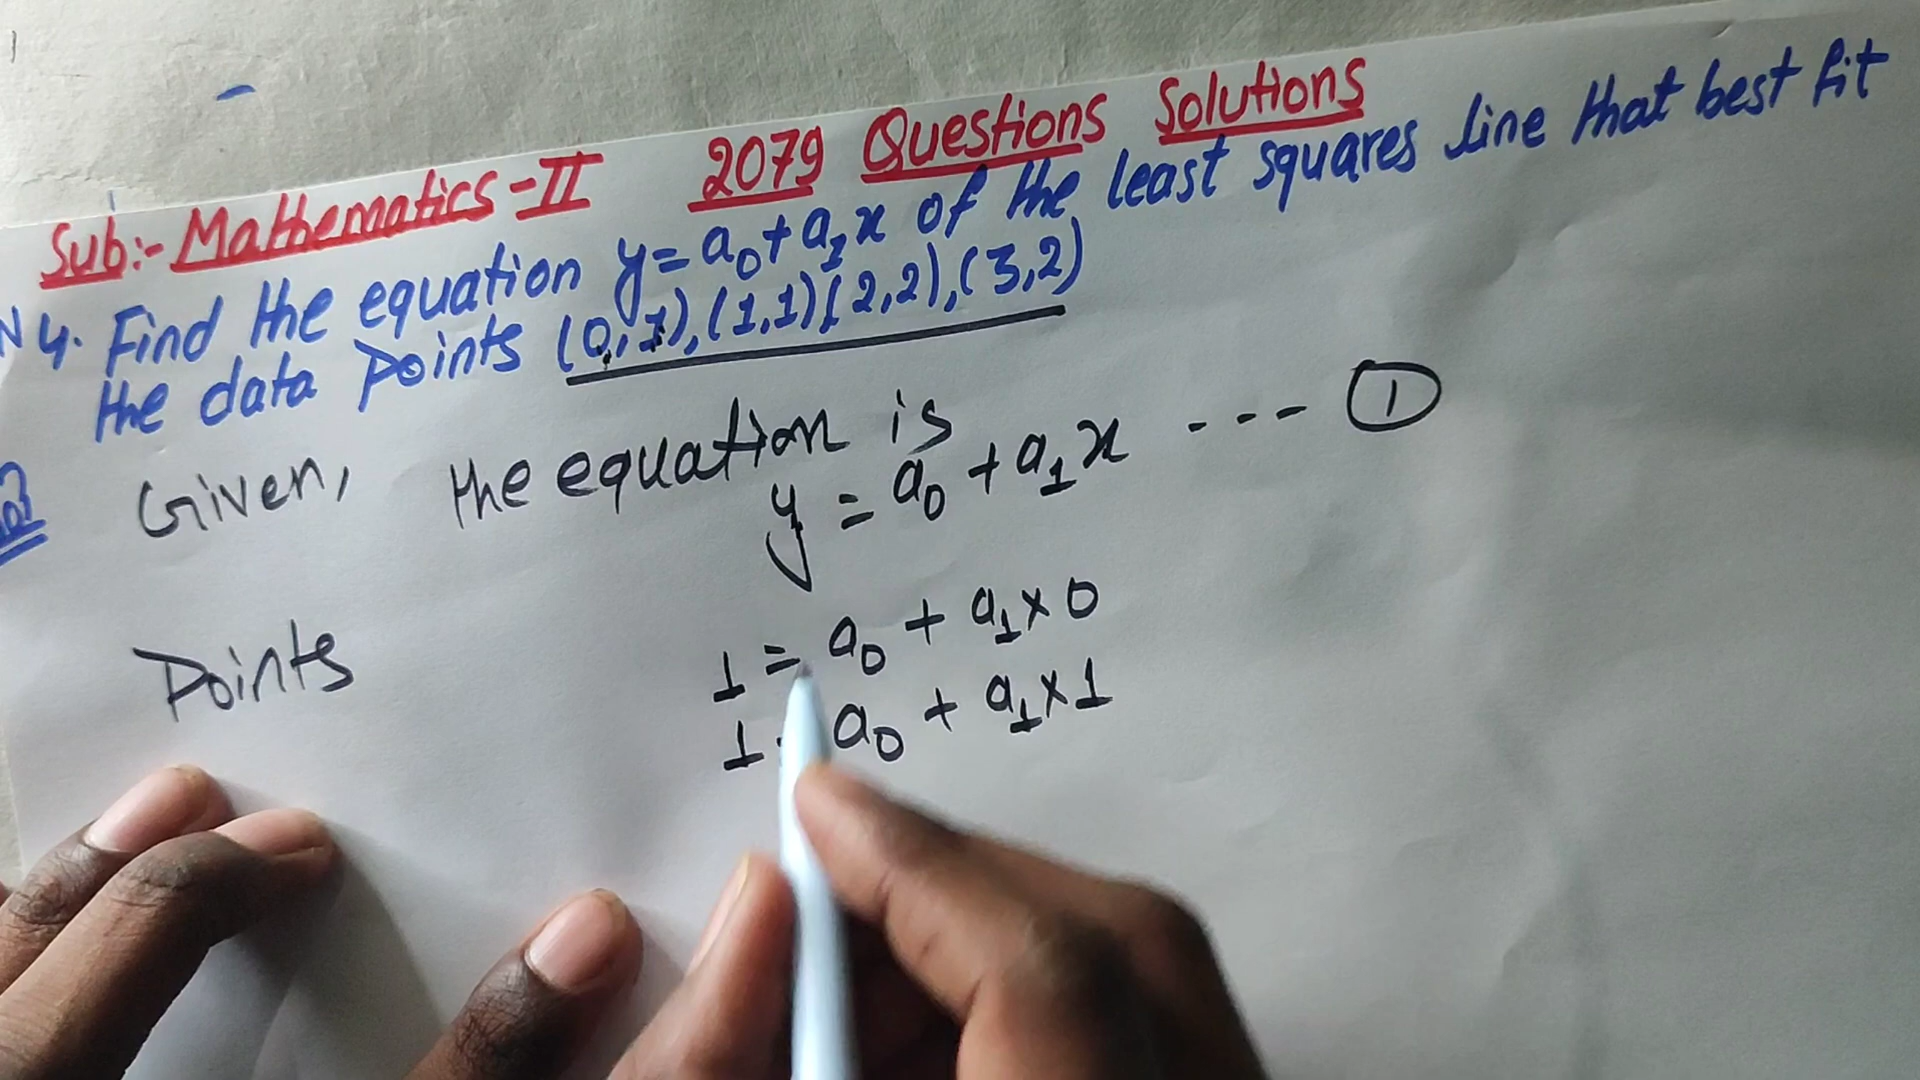 Sub:- Mathematics-II 2079 Questions Solutions
N 4. Find the equation y = a₀ + a₁x of the least squares line that best fit
the data points (0,1), (1,1) (2,2), (3,2)
Given, the equation is
y = a₀ + a₁x --- ①
Points 1 = a₀ + a₁ × 0
1 = a₀ + a₁ × 1